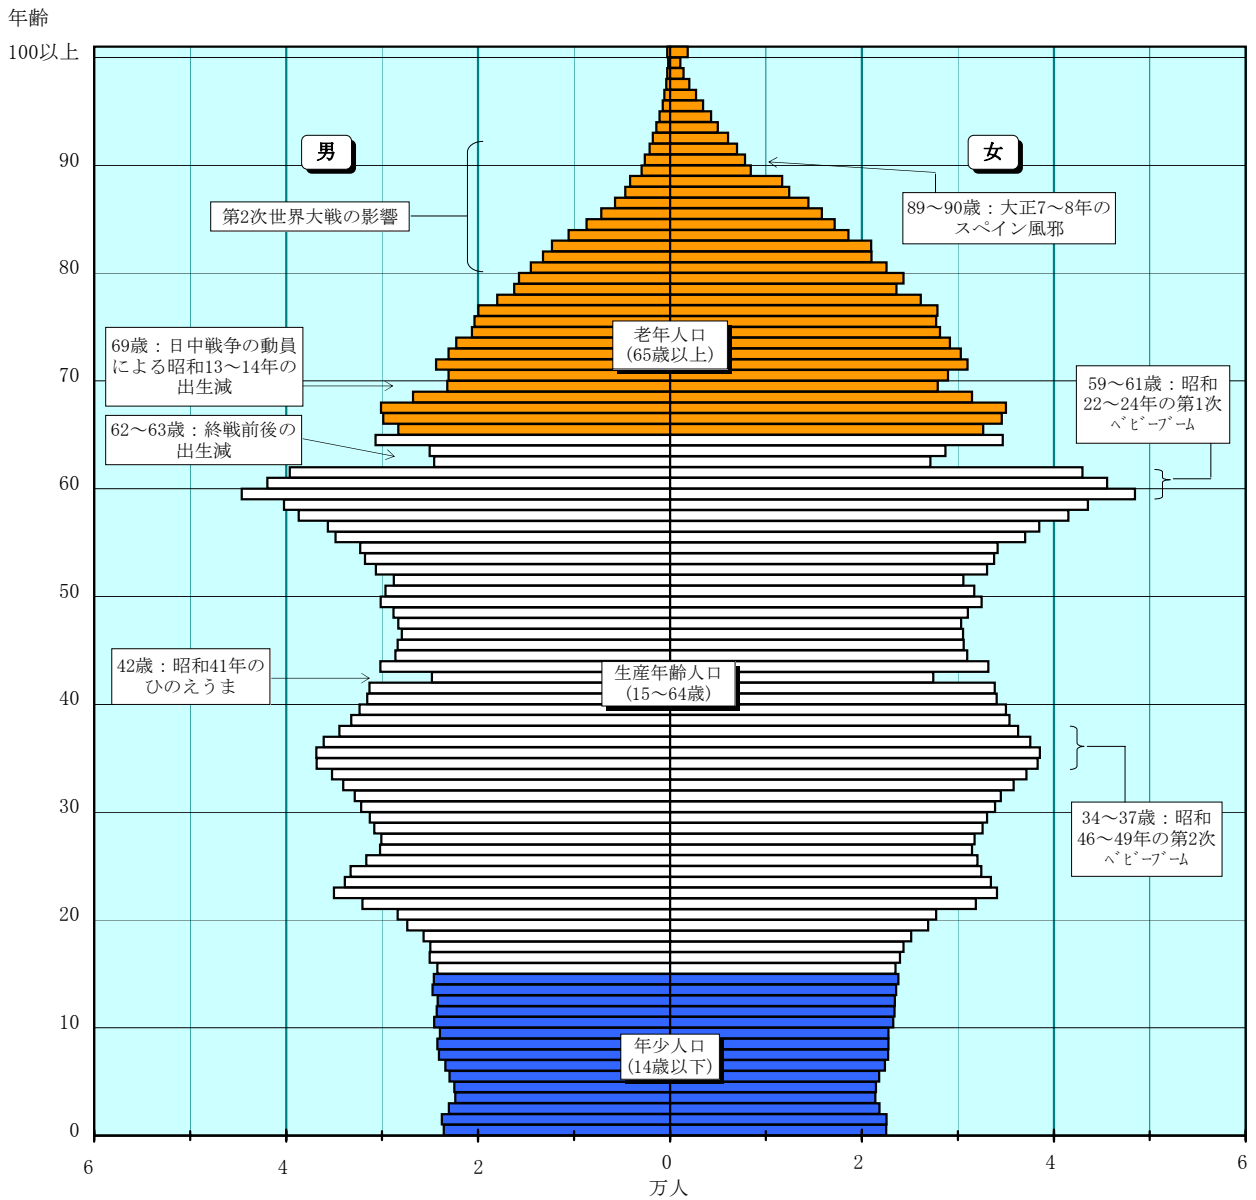 年齢
100以上
男
女
90
第2次世界大戦の影響
89～90歳：大正7～8年の
スペイン風邪
80
老年人口
(65歳以上)
69歳：日中戦争の動員
による昭和13～14年の
出生減
70
59～61歳：昭和
22～24年の第1次
ﾍﾞﾋﾞｰﾌﾞｰﾑ
62～63歳：終戦前後の
出生減
60
50
42歳：昭和41年の
ひのえうま
生産年齢人口
(15～64歳)
40
30
34～37歳：昭和
46～49年の第2次
ﾍﾞﾋﾞｰﾌﾞｰﾑ
20
10
年少人口
(14歳以下)
0
6
4
2
0
2
4
6
万人